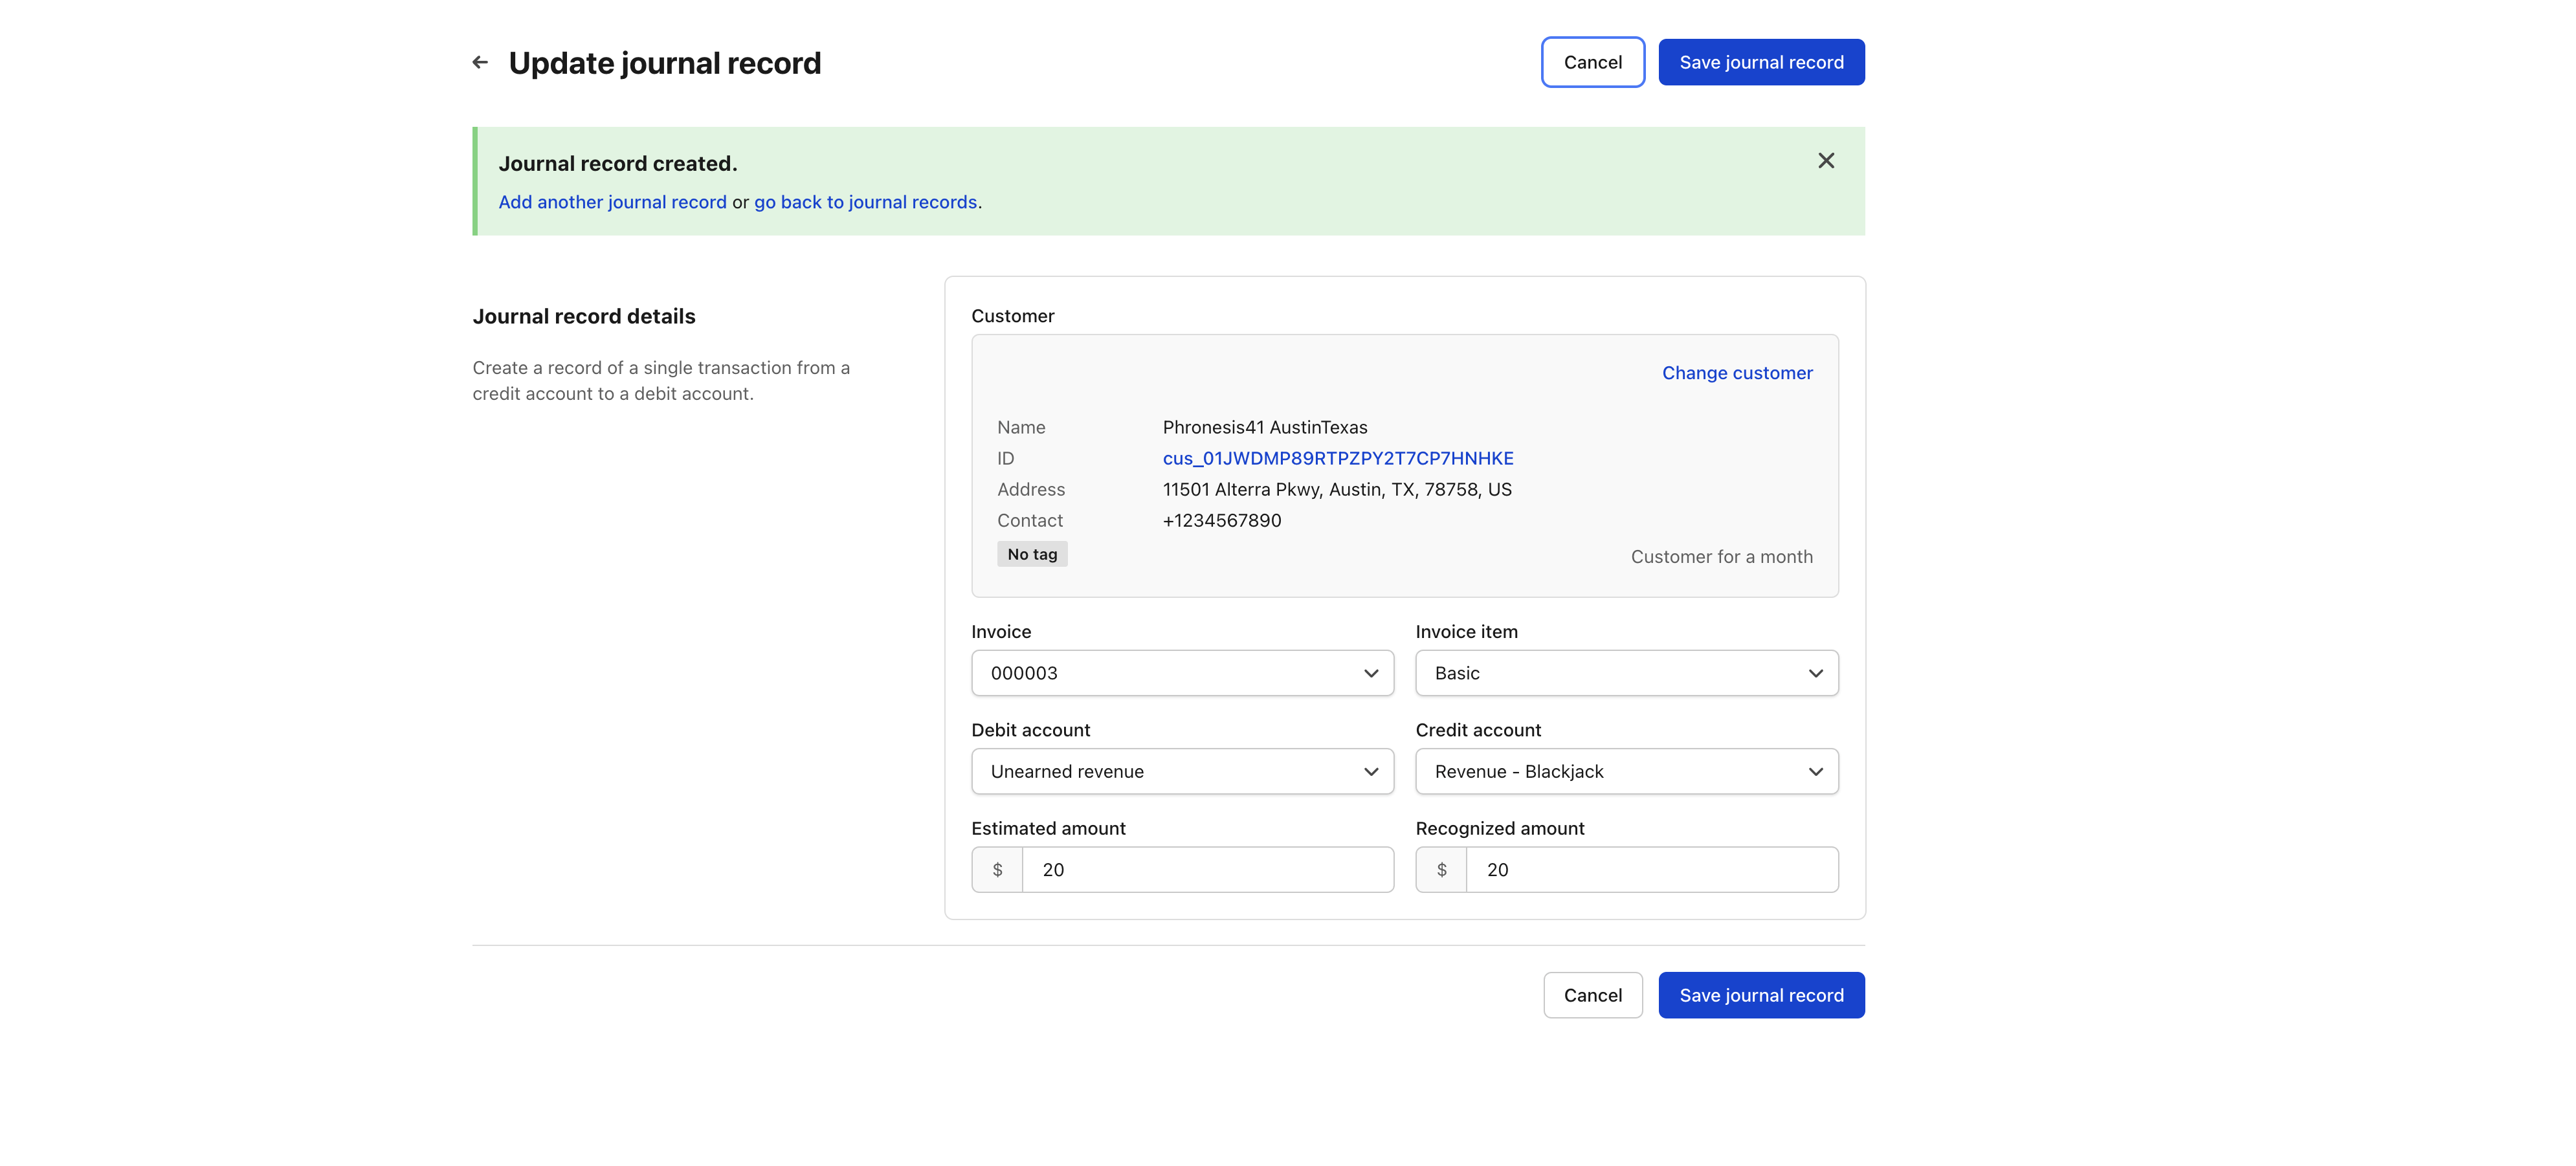 Update journal record
Cancel
Save journal record
Journal record created.
Add another journal record or go back to journal records.
Journal record details
Create a record of a single transaction from a
credit account to a debit account.
Customer
Change customer
Name Phronesis41 AustinTexas
ID cus_01JWDMP89RTPZPY2T7CP7HNHKE
Address 11501 Alterra Pkwy, Austin, TX, 78758, US
Contact +1234567890
No tag
Customer for a month
Invoice
000003
Invoice item
Basic
Debit account
Unearned revenue
Credit account
Revenue - Blackjack
Estimated amount
$ 20
Recognized amount
$ 20
Cancel
Save journal record